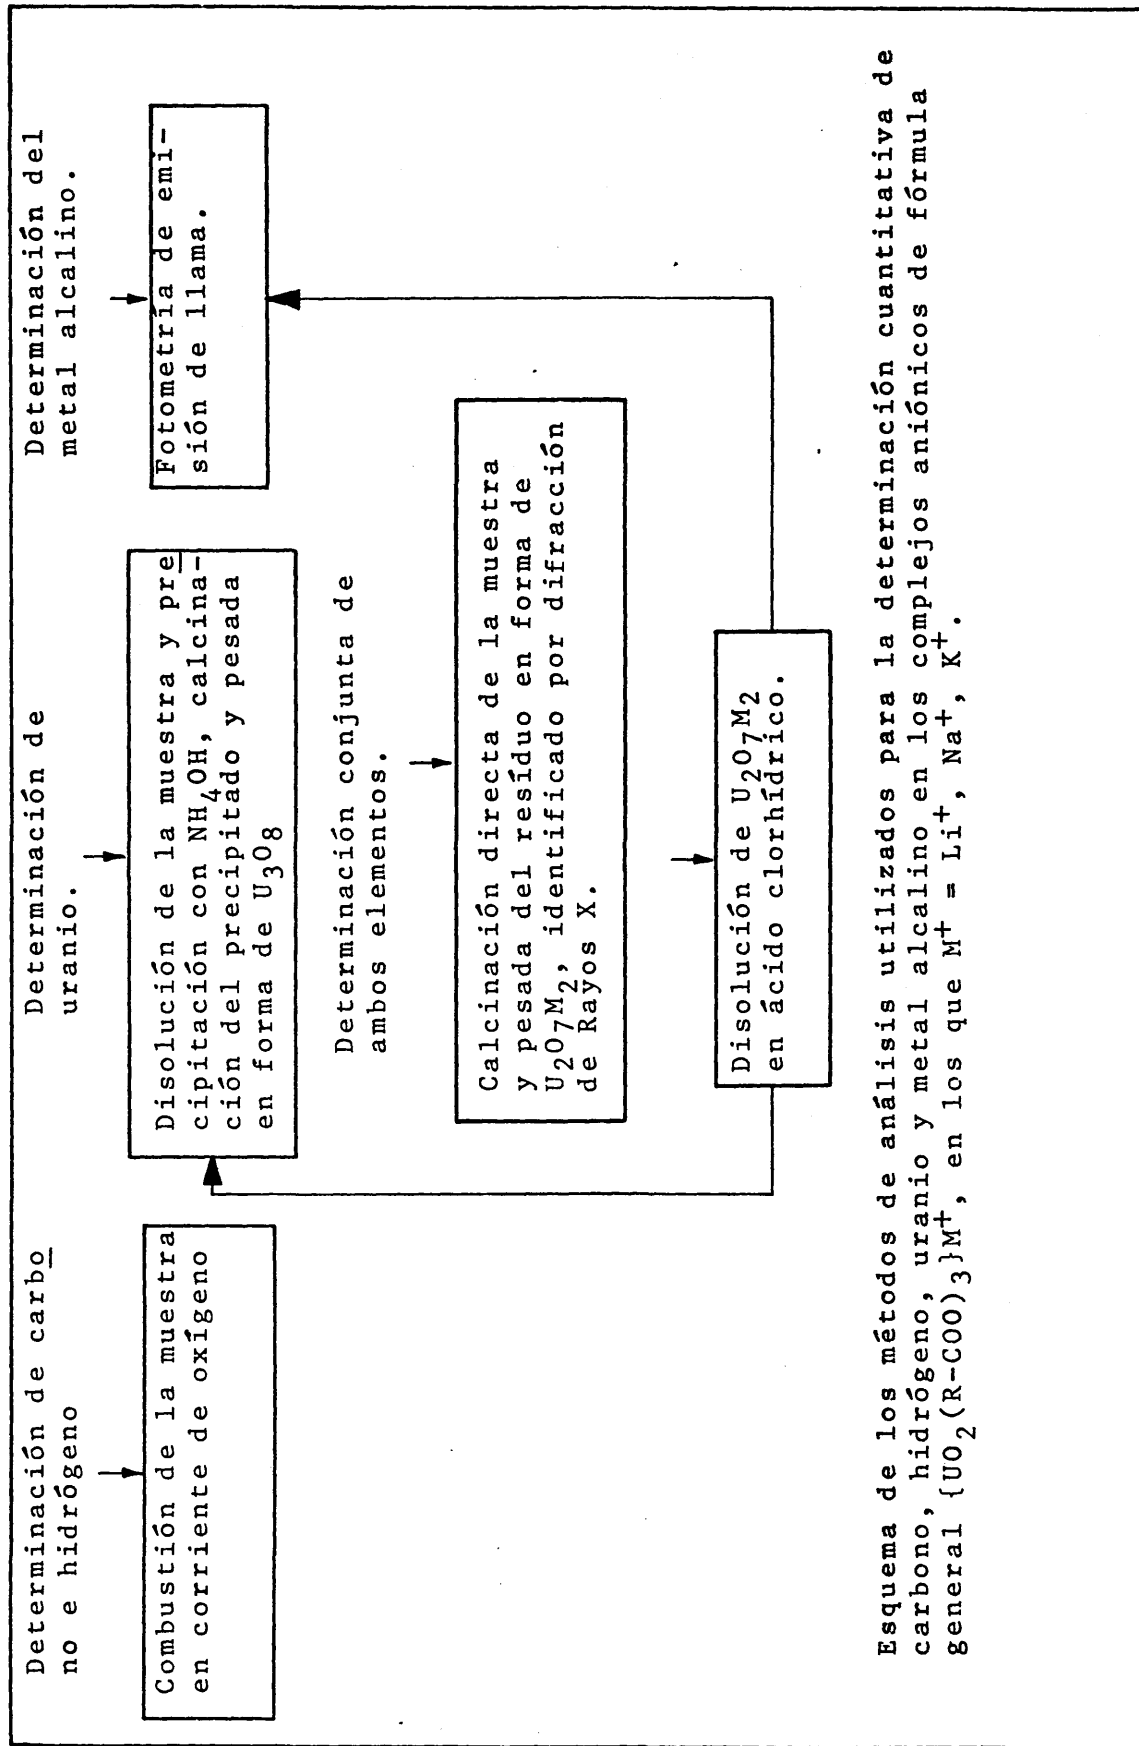 Determinación de carbo
no e hidrógeno
Combustión de la muestra
en corriente de oxígeno
Determinación de
uranio.
Disolución de la muestra y pre
cipitación con NH4OH, calcina-
ción del precipitado y pesada
en forma de U3O8
Determinación del
metal alcalino.
Fotometría de emi-
sión de llama.
Determinación conjunta de
ambos elementos.
Calcinación directa de la muestra
y pesada del resíduo en forma de
U2O7M2, identificado por difracción
de Rayos X.
Disolución de U2O7M2
en ácido clorhídrico.
Esquema de los métodos de análisis utilizados para la determinación cuantitativa de
carbono, hidrógeno, uranio y metal alcalino en los complejos aniónicos de fórmula
general {UO2(R-COO)3}M+, en los que M+ = Li+, Na+, K+.